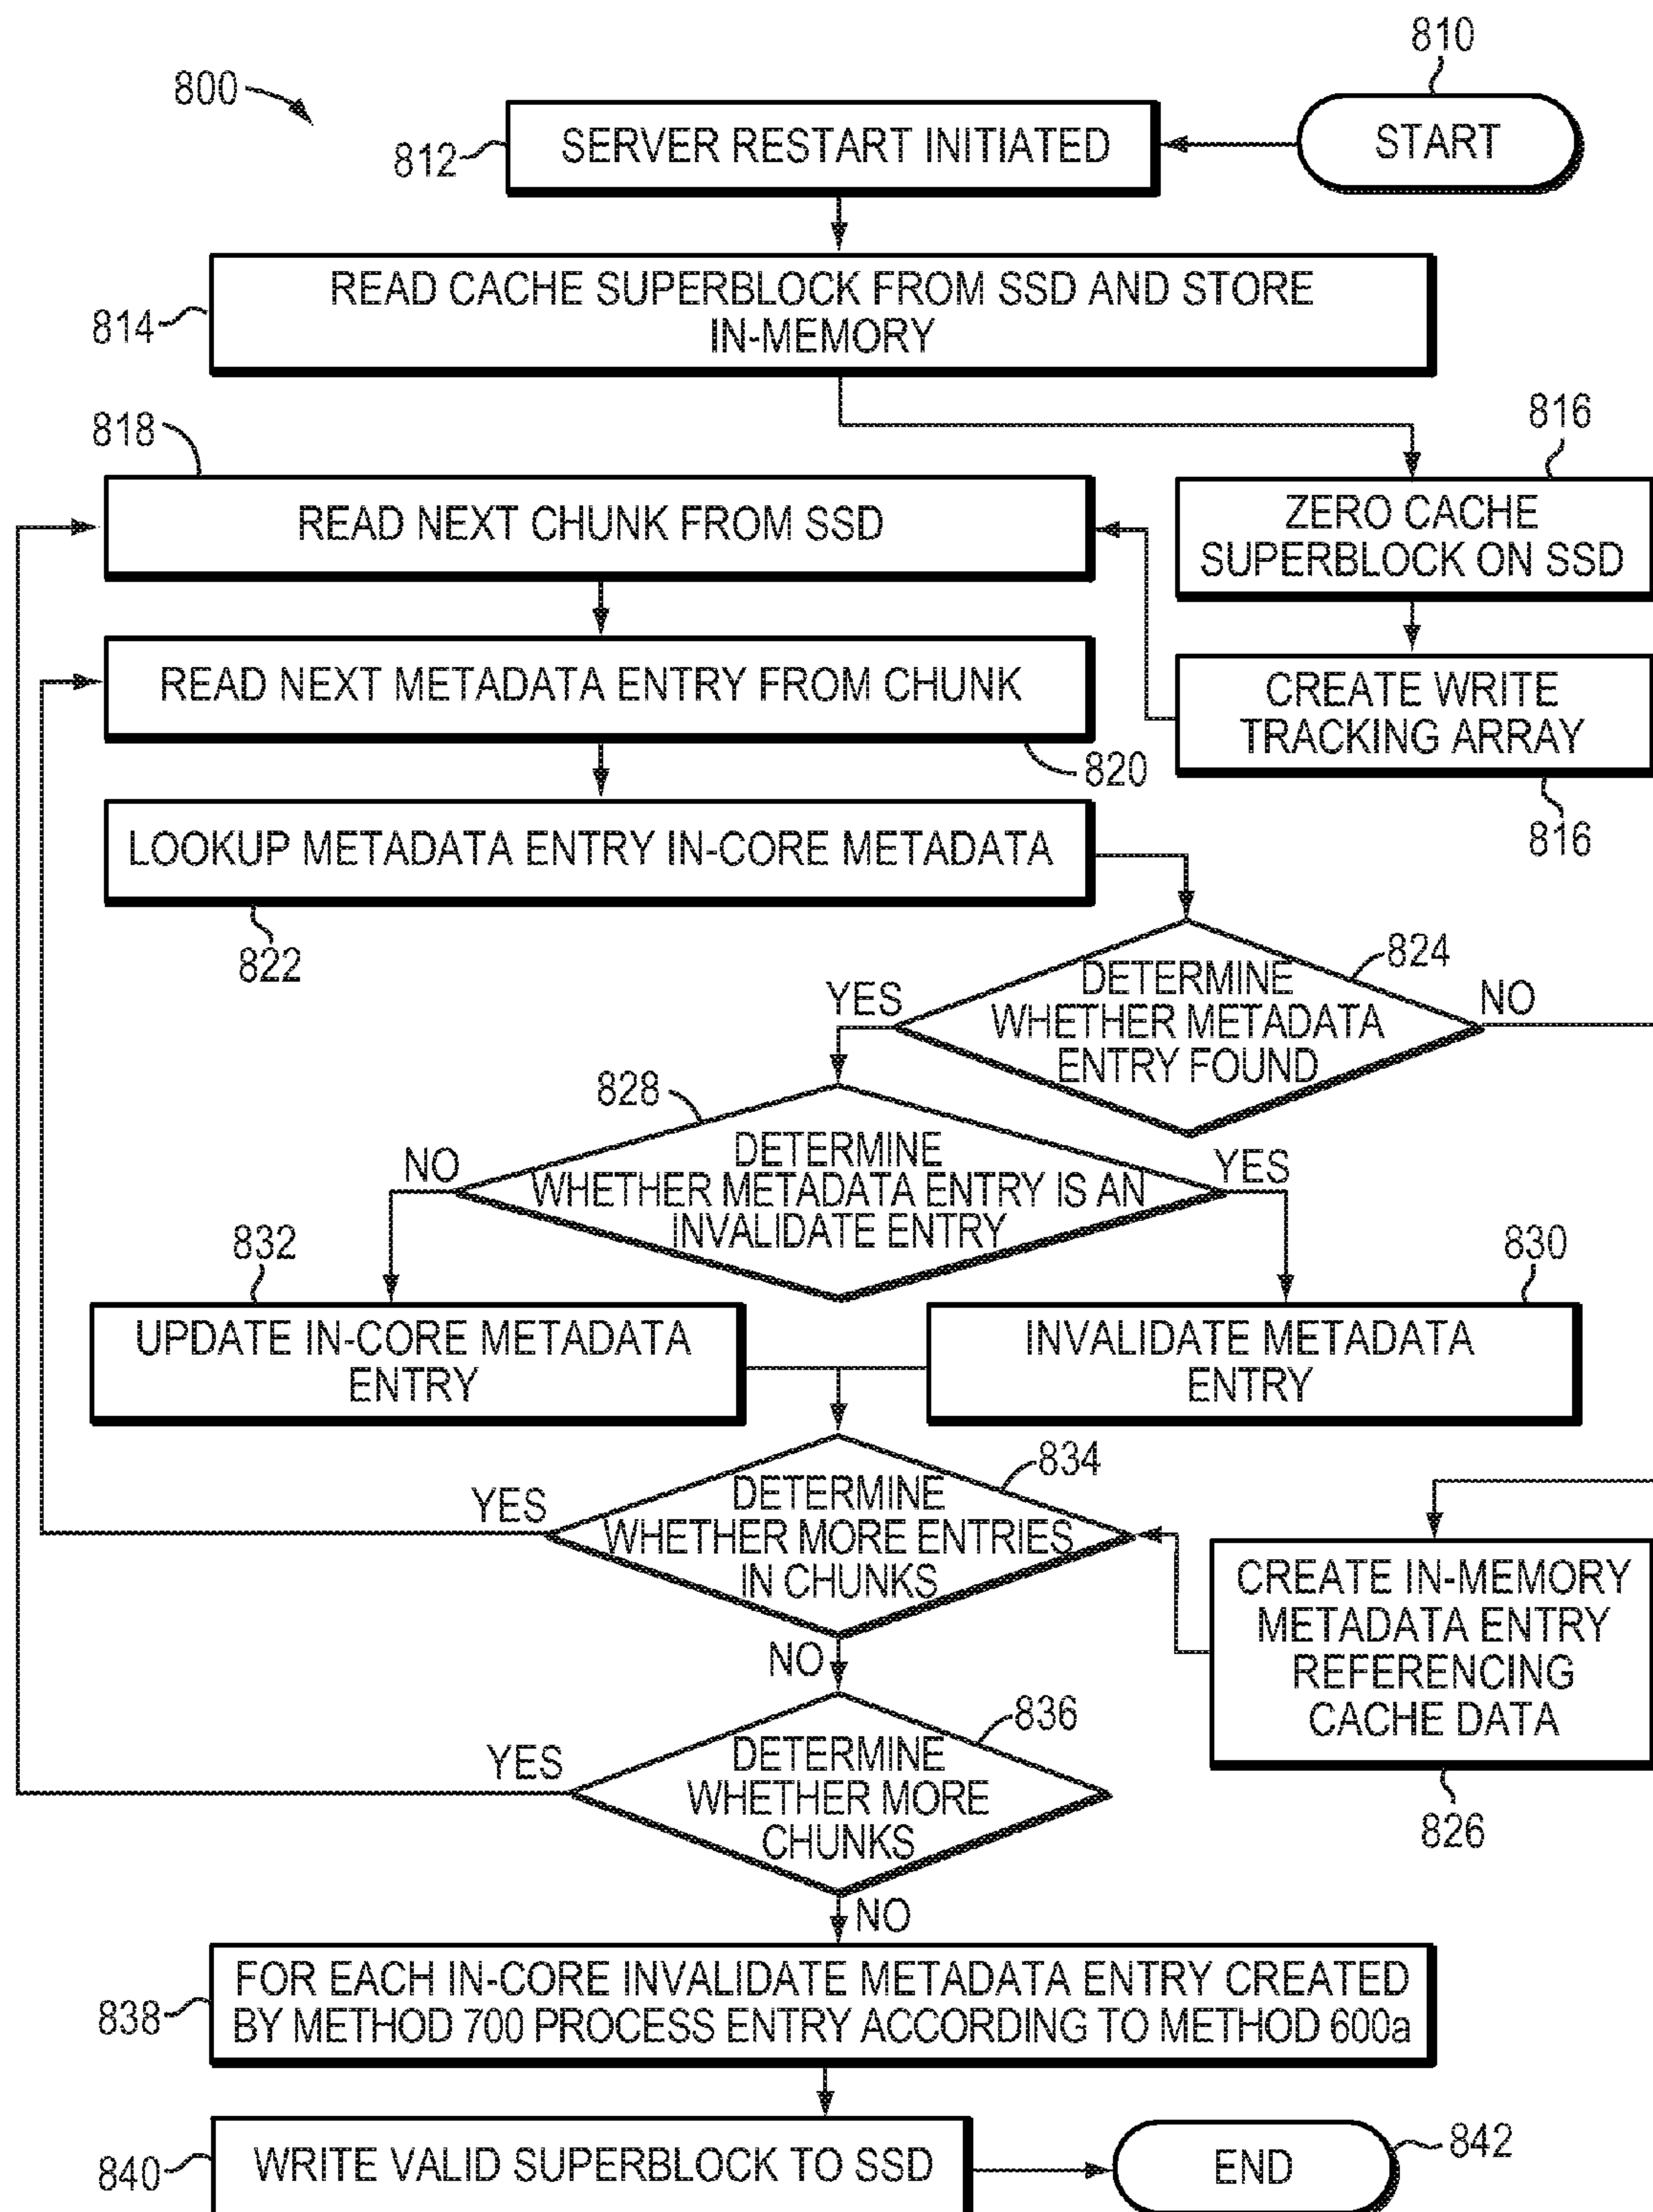 800
810
START
812
SERVER RESTART INITIATED
814
READ CACHE SUPERBLOCK FROM SSD AND STORE
IN-MEMORY
816
ZERO CACHE
SUPERBLOCK ON SSD
CREATE WRITE
TRACKING ARRAY
816
818
READ NEXT CHUNK FROM SSD
READ NEXT METADATA ENTRY FROM CHUNK
820
LOOKUP METADATA ENTRY IN-CORE METADATA
822
824
DETERMINE
WHETHER METADATA
ENTRY FOUND
YES
NO
828
DETERMINE
WHETHER METADATA ENTRY IS AN
INVALIDATE ENTRY
NO
YES
832
UPDATE IN-CORE METADATA
ENTRY
830
INVALIDATE METADATA
ENTRY
834
DETERMINE
WHETHER MORE ENTRIES
IN CHUNKS
YES
NO
CREATE IN-MEMORY
METADATA ENTRY
REFERENCING
CACHE DATA
826
836
DETERMINE
WHETHER MORE
CHUNKS
YES
NO
838
FOR EACH IN-CORE INVALIDATE METADATA ENTRY CREATED
BY METHOD 700 PROCESS ENTRY ACCORDING TO METHOD 600a
840
WRITE VALID SUPERBLOCK TO SSD
END
842